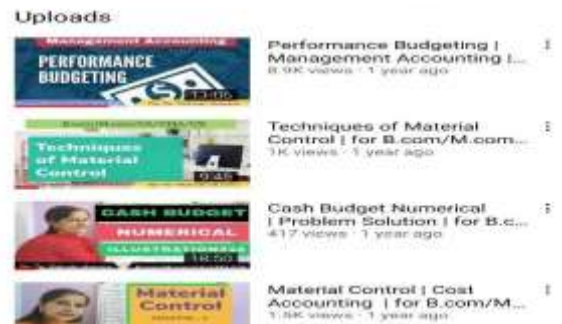 Uploads
Management Accounting
PERFORMANCE
BUDGETING
13:05
Performance Budgeting |
Management Accounting |...
8.9K views · 1 year ago
Techniques
of Material
Control
9:45
Techniques of Material
Control | for B.com/M.com...
1K views · 1 year ago
CASH BUDGET
NUMERICAL
18:50
Cash Budget Numerical
| Problem Solution | for B.c...
417 views · 1 year ago
Material
Control
Material Control | Cost
Accounting | for B.com/M...
1.5K views · 1 year ago